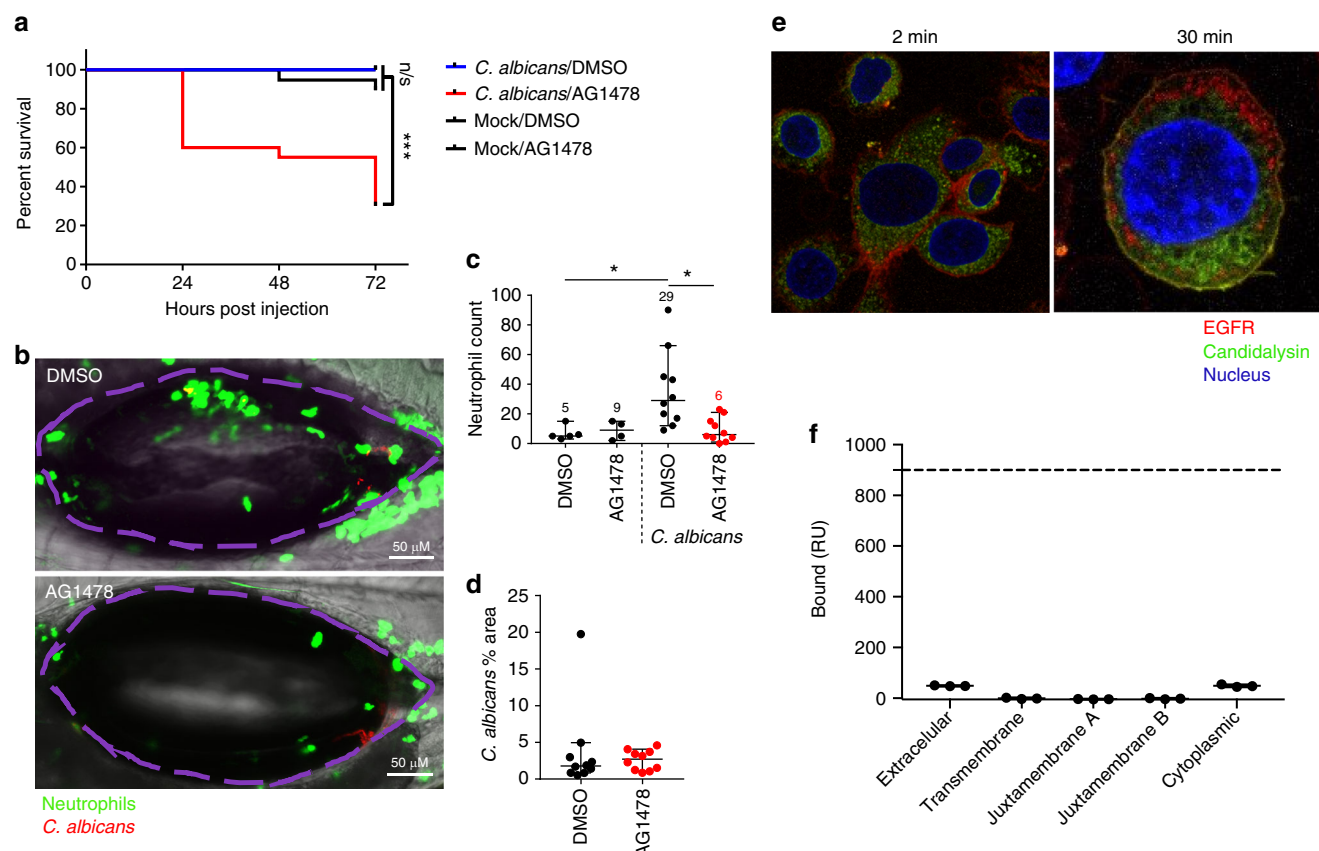 a
Percent survival
100
80
60
40
20
0
0 24 48 72
Hours post injection
n/s
***
C. albicans/DMSO
C. albicans/AG1478
Mock/DMSO
Mock/AG1478
b
DMSO
50 µM
AG1478
50 µM
Neutrophils
C. albicans
c
Neutrophil count
100
80
60
40
20
0
* *
5 9 29 6
DMSO AG1478 DMSO AG1478
C. albicans
d
C. albicans % area
25
20
15
10
5
0
DMSO AG1478
e
2 min 30 min
EGFR
Candidalysin
Nucleus
f
Bound (RU)
1000
800
600
400
200
0
Extracelular
Transmembrane
Juxtamembrane A
Juxtamembrane B
Cytoplasmic